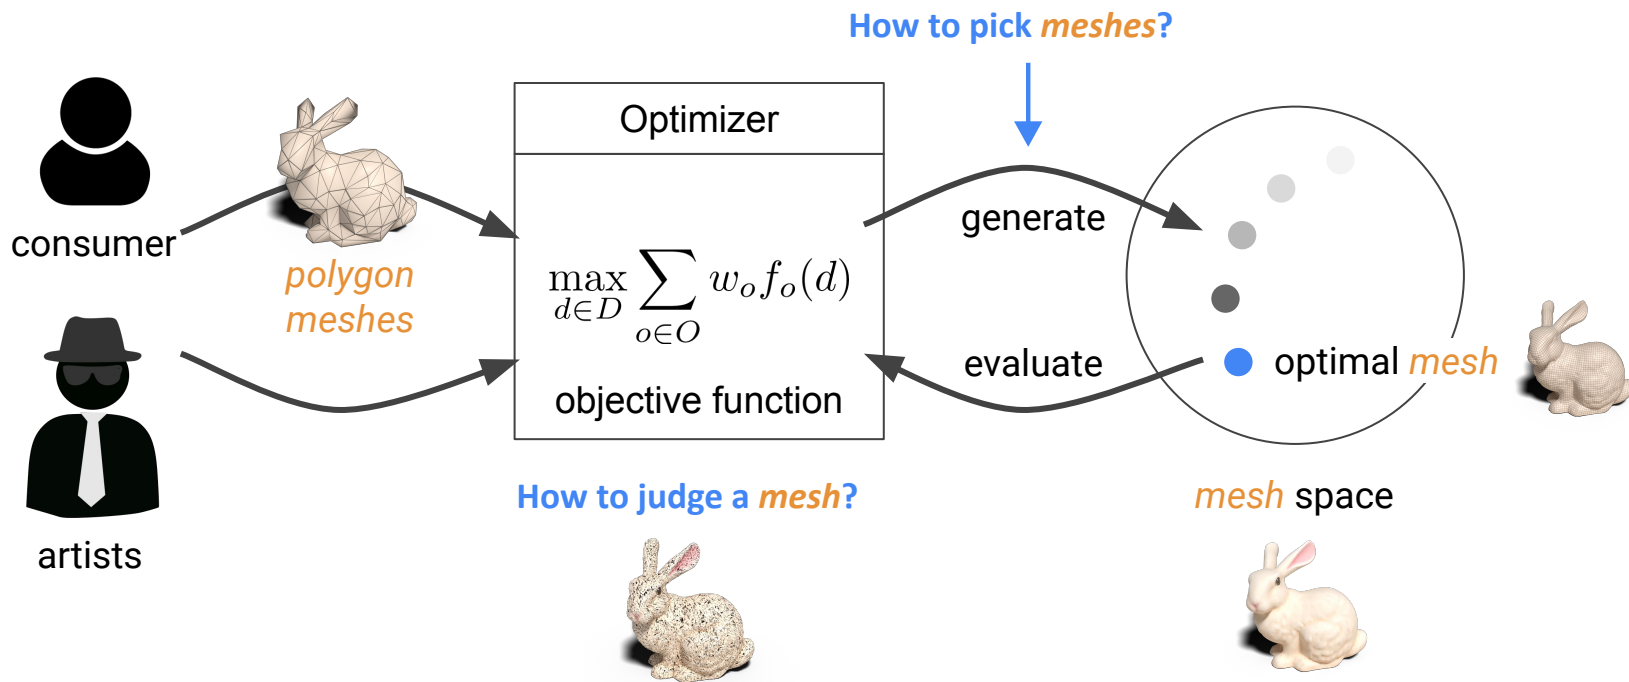 How to pick meshes?
Optimizer
consumer
polygon
meshes
generate
max d∈D ∑ o∈O w_o f_o(d)
evaluate
optimal mesh
objective function
How to judge a mesh?
mesh space
artists